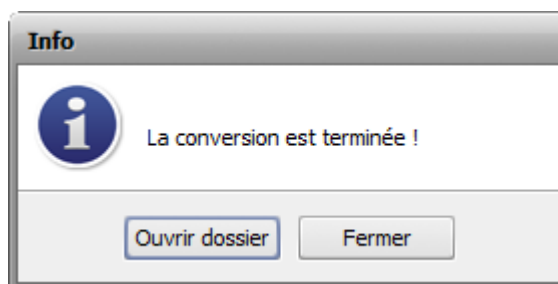 Info
La conversion est terminée !
Ouvrir dossier
Fermer